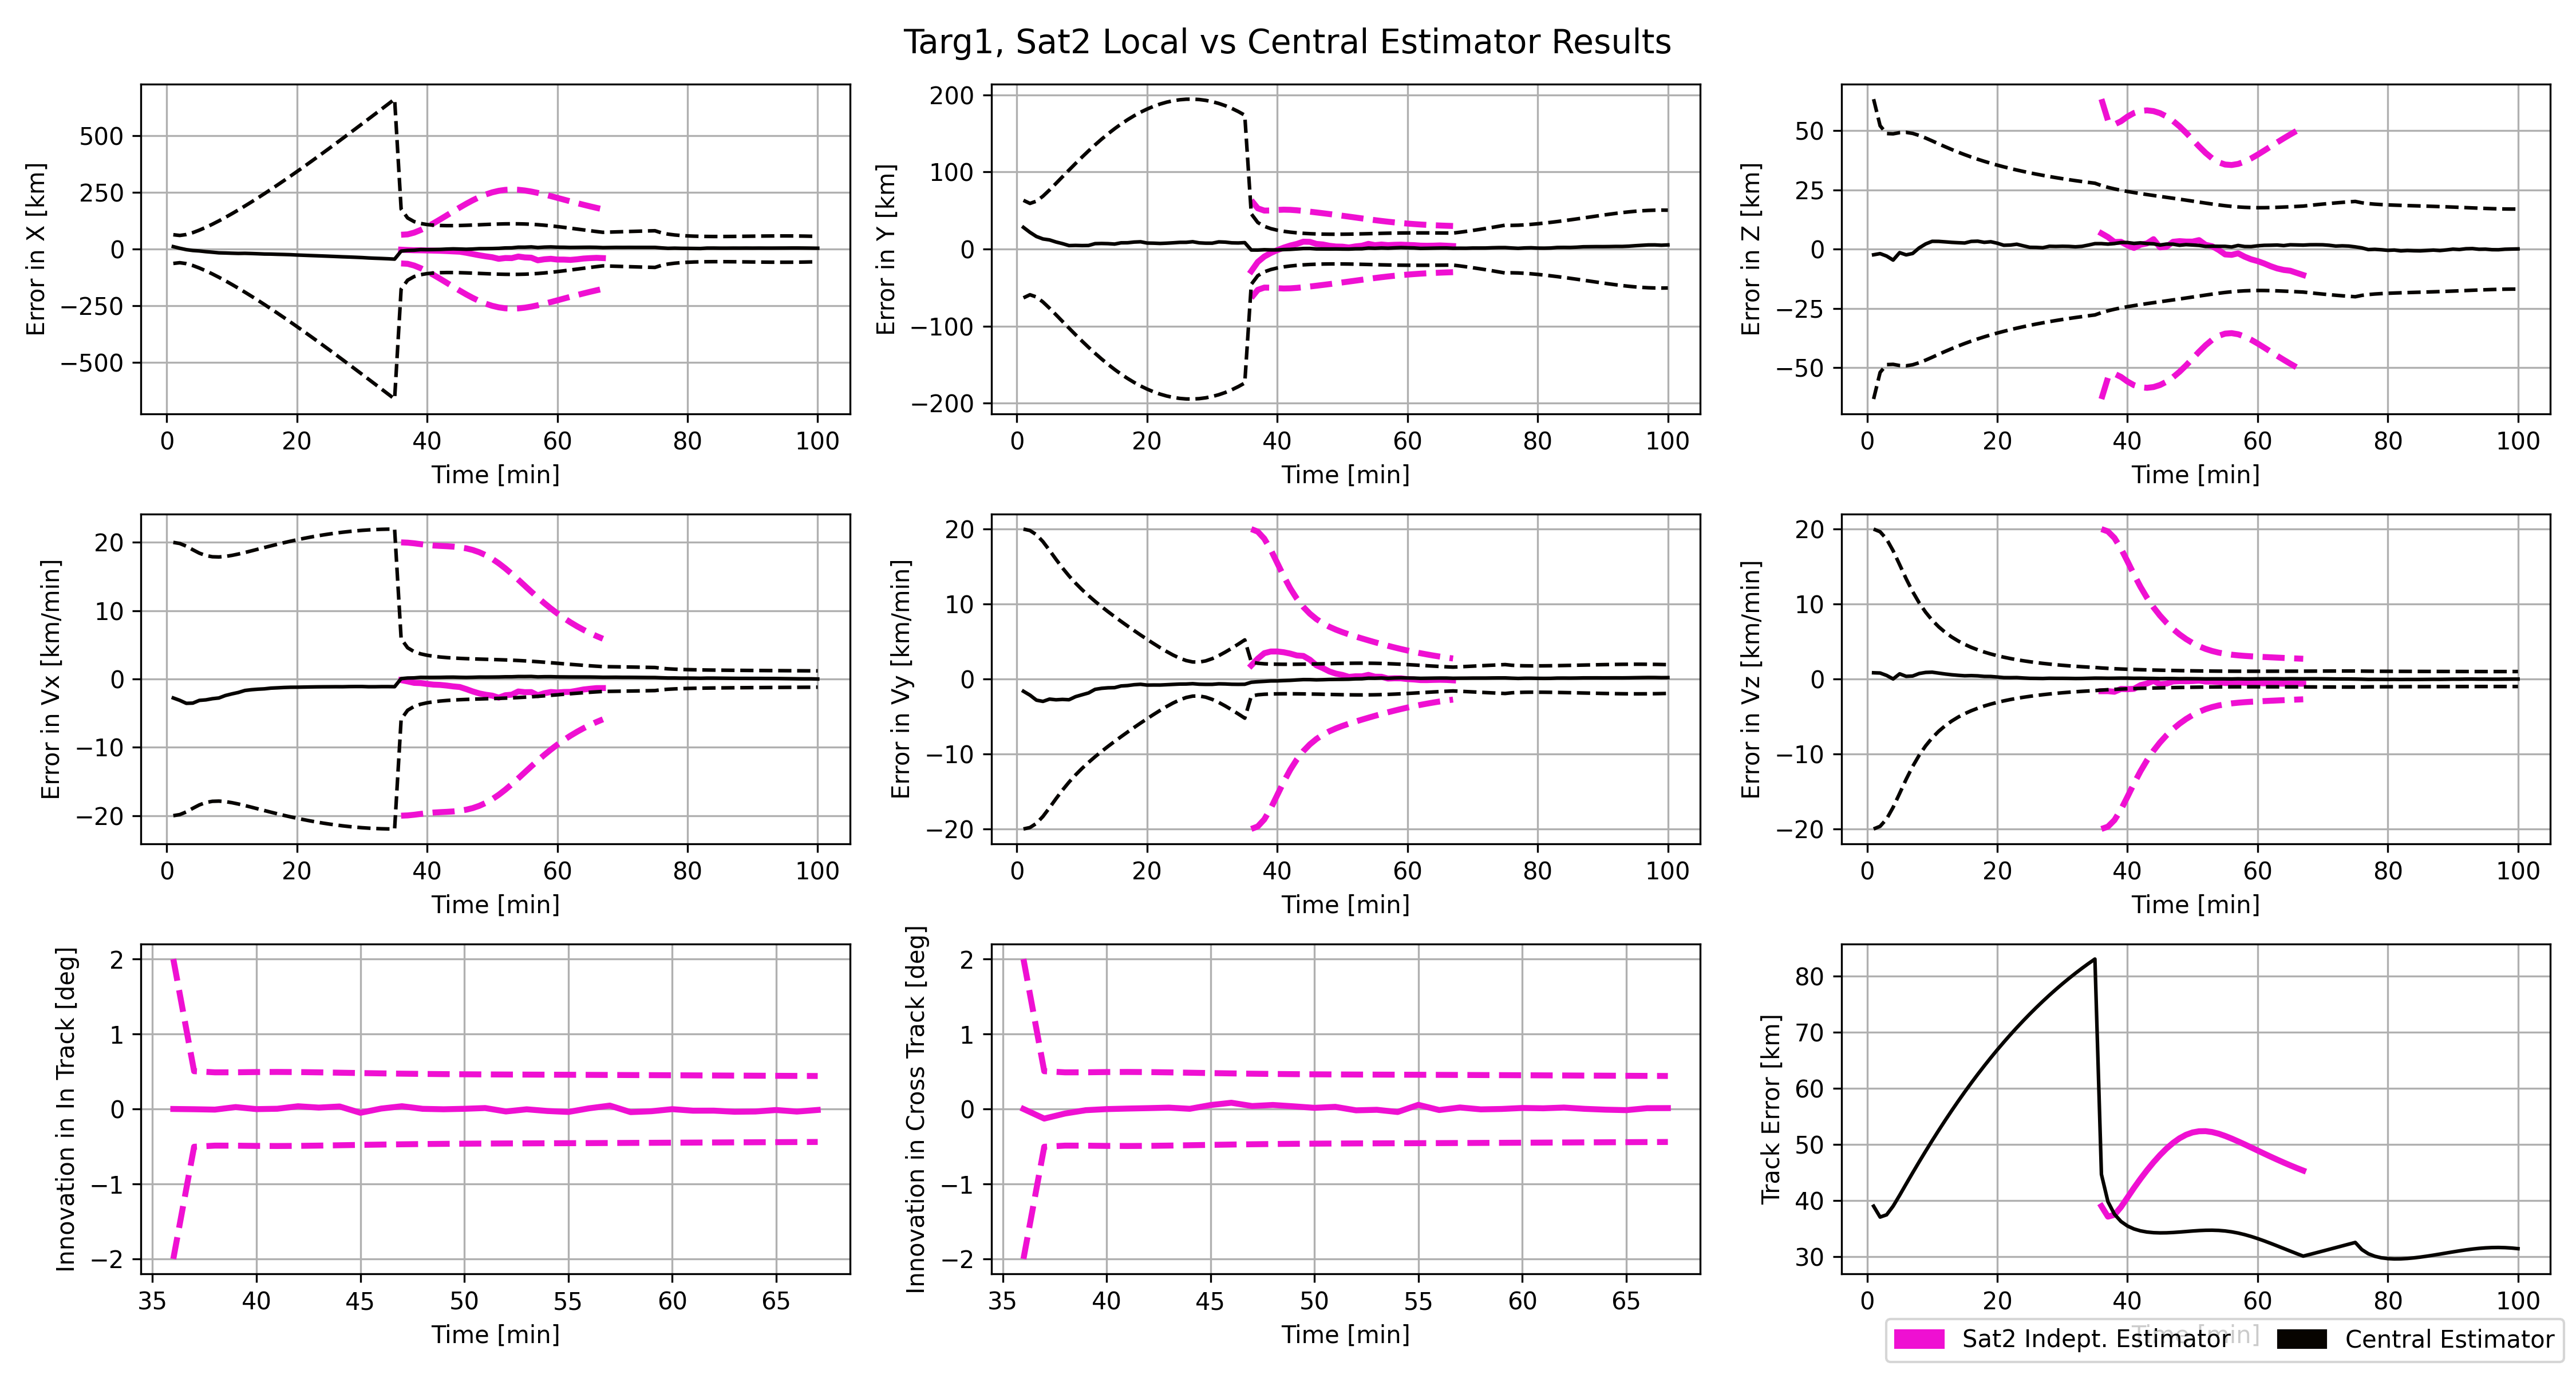 Targ1, Sat2 Local vs Central Estimator Results
Error in X [km]
500
250
0
−250
−500
0 20 40 60 80 100
Time [min]
Error in Y [km]
200
100
0
−100
−200
0 20 40 60 80 100
Time [min]
Error in Z [km]
50
25
0
−25
−50
0 20 40 60 80 100
Time [min]
Error in Vx [km/min]
20
10
0
−10
−20
0 20 40 60 80 100
Time [min]
Error in Vy [km/min]
20
10
0
−10
−20
0 20 40 60 80 100
Time [min]
Error in Vz [km/min]
20
10
0
−10
−20
0 20 40 60 80 100
Time [min]
Innovation in In Track [deg]
2
1
0
−1
−2
35 40 45 50 55 60 65
Time [min]
Innovation in Cross Track [deg]
2
1
0
−1
−2
35 40 45 50 55 60 65
Time [min]
Track Error [km]
80
70
60
50
40
30
0 20 40 60 80 100
Time [min]
Sat2 Indept. Estimator Central Estimator